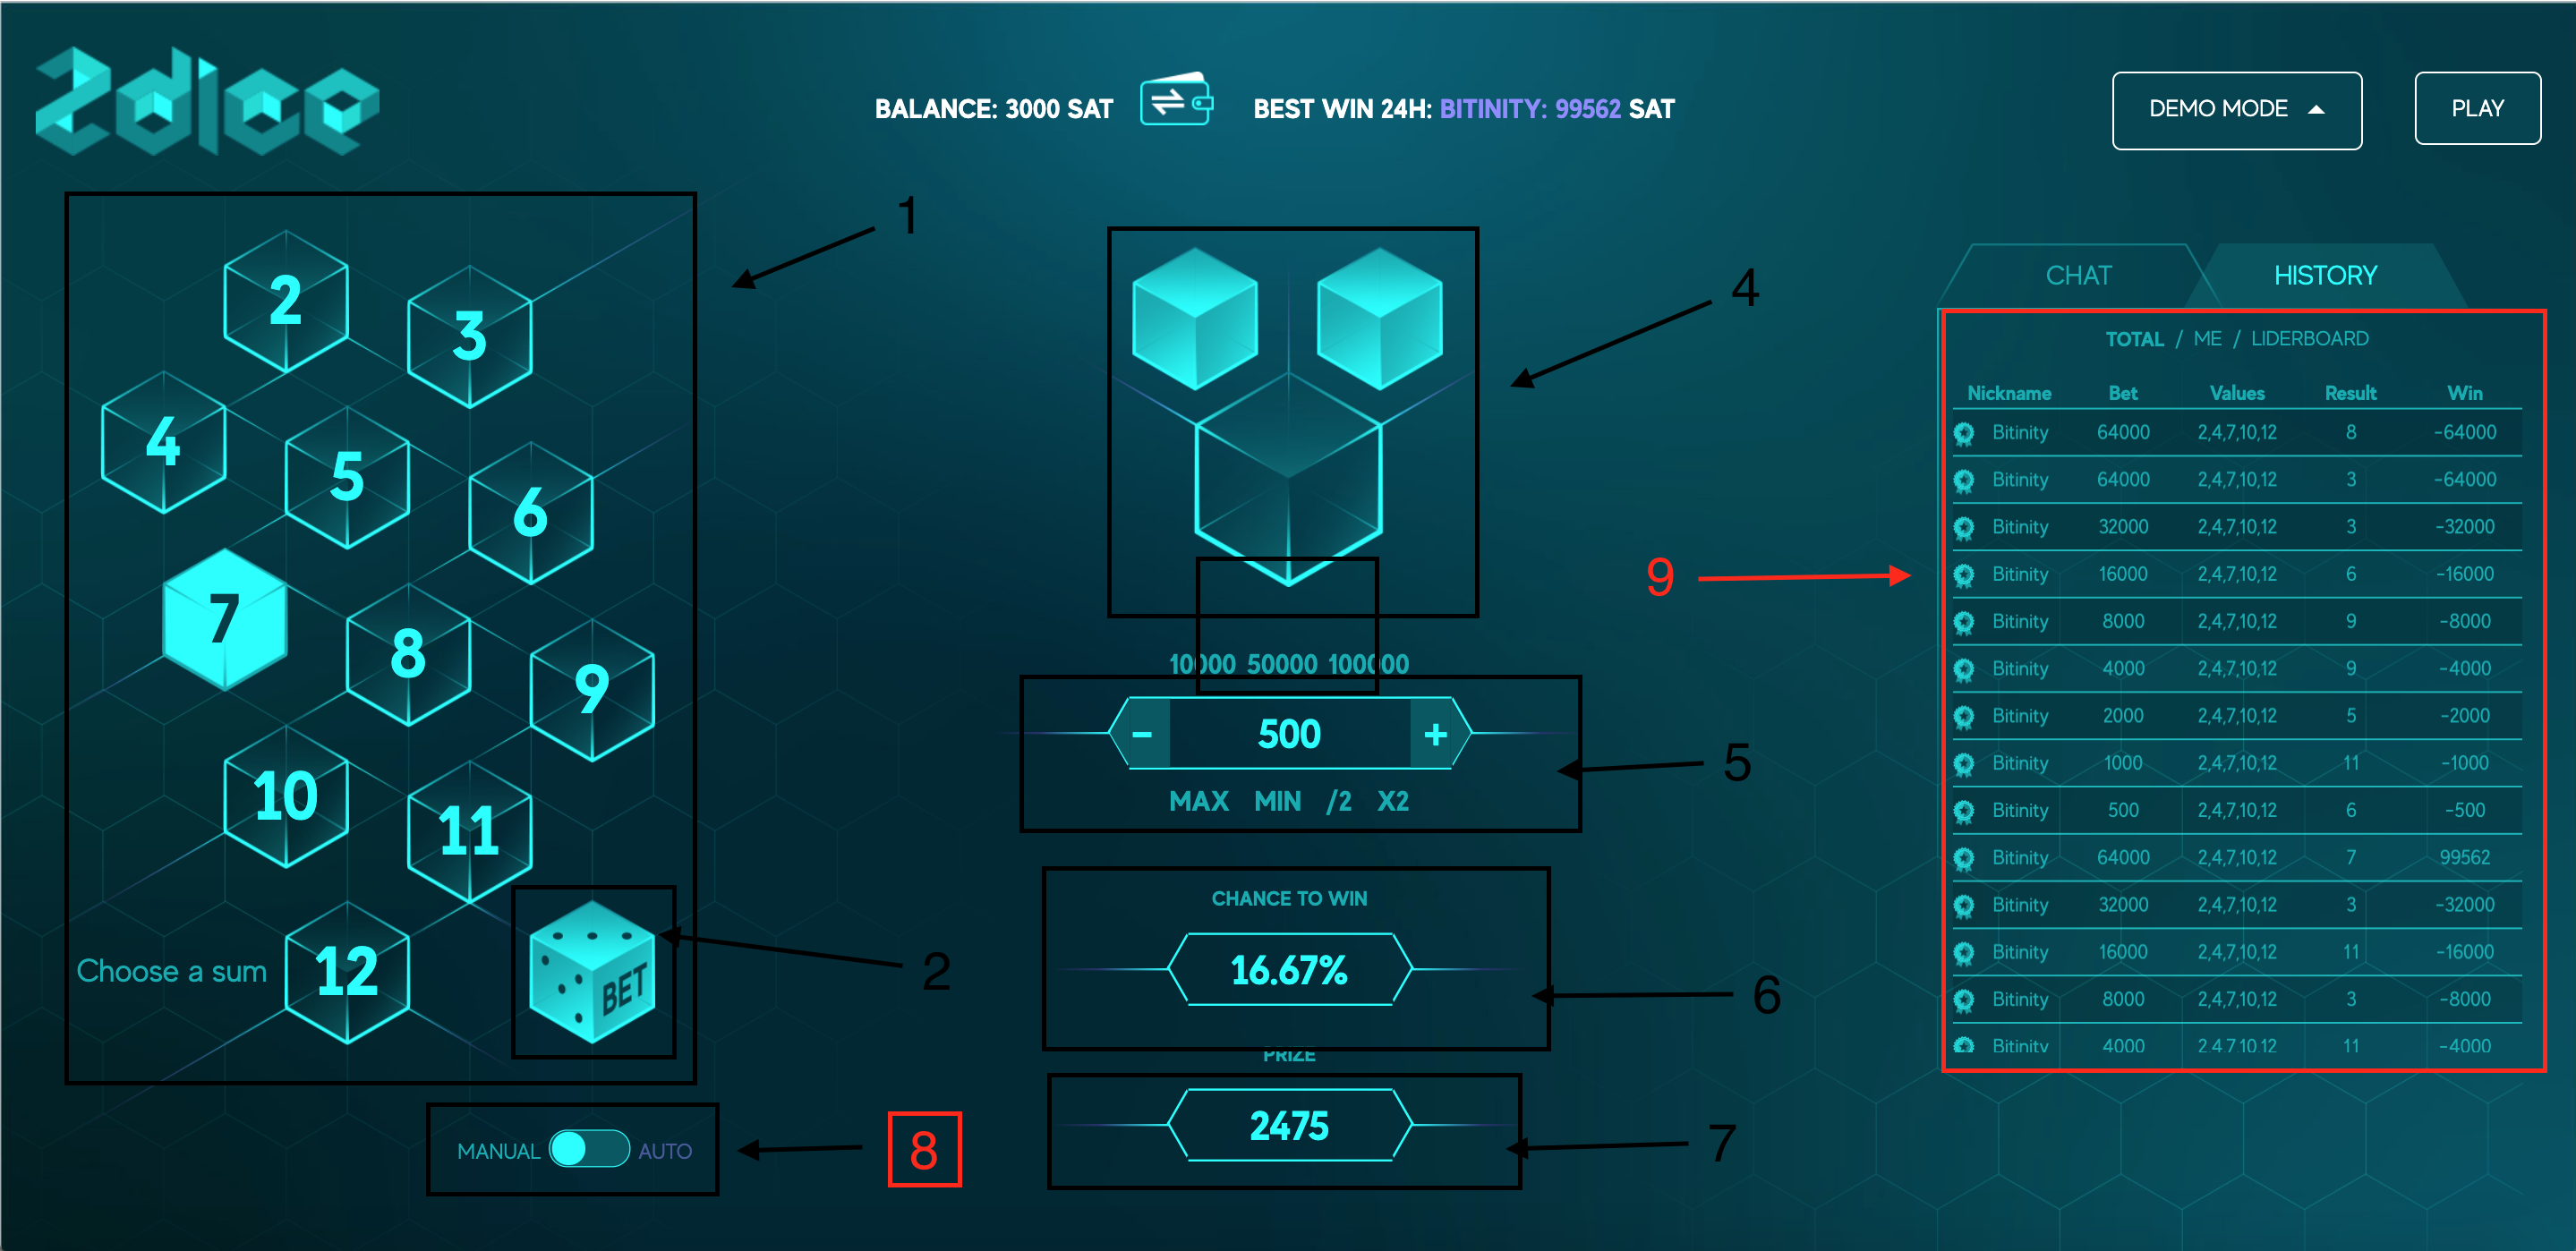 2dice
BALANCE: 3000 SAT
BEST WIN 24H: BITINITY: 99562 SAT
DEMO MODE
PLAY
1
2
3
4
5
6
7
8
9
10
11
12
Choose a sum
BET
2
MANUAL AUTO
8
4
10000 50000 100000
- 500 +
MAX MIN /2 X2
5
CHANCE TO WIN
16.67%
6
PRIZE
2475
7
9
CHAT
HISTORY
TOTAL / ME / LIDERBOARD
Nickname Bet Values Result Win
Bitinity 64000 2,4,7,10,12 8 -64000
Bitinity 64000 2,4,7,10,12 3 -64000
Bitinity 32000 2,4,7,10,12 3 -32000
Bitinity 16000 2,4,7,10,12 6 -16000
Bitinity 8000 2,4,7,10,12 9 -8000
Bitinity 4000 2,4,7,10,12 9 -4000
Bitinity 2000 2,4,7,10,12 5 -2000
Bitinity 1000 2,4,7,10,12 11 -1000
Bitinity 500 2,4,7,10,12 6 -500
Bitinity 64000 2,4,7,10,12 7 99562
Bitinity 32000 2,4,7,10,12 3 -32000
Bitinity 16000 2,4,7,10,12 11 -16000
Bitinity 8000 2,4,7,10,12 3 -8000
Bitinity 4000 2,4,7,10,12 11 -4000